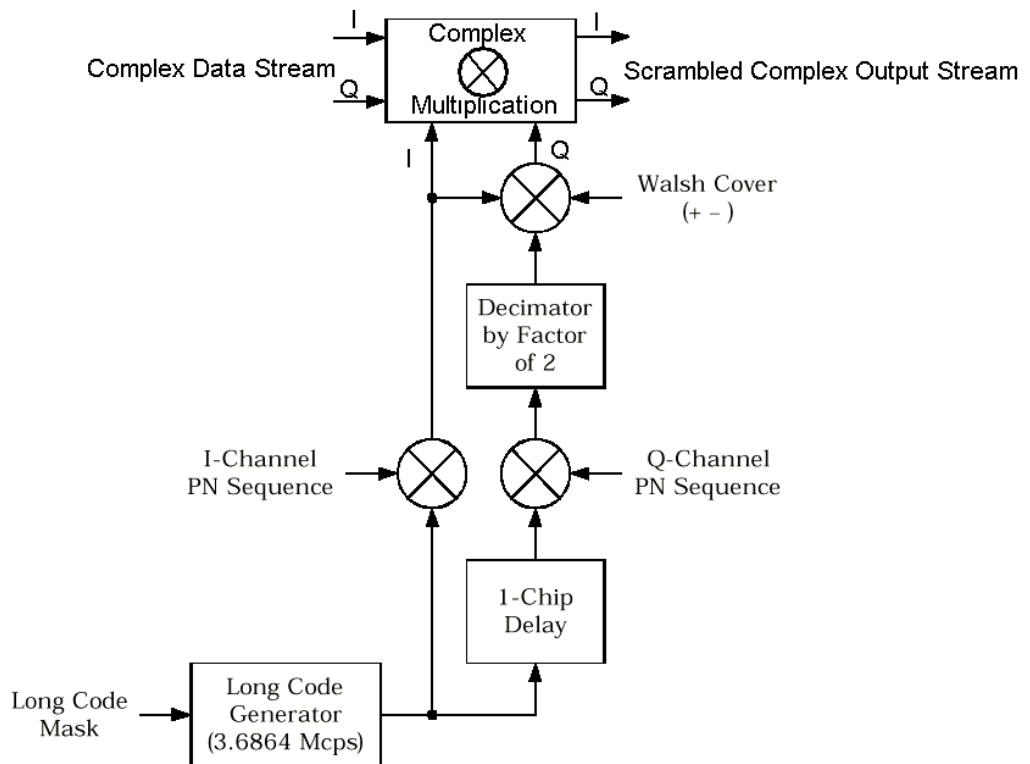 I
Complex
I
Complex Data Stream
Scrambled Complex Output Stream
Q
Multiplication
Q
I
Q
Walsh Cover
(+ – )
Decimator
by Factor
of 2
I-Channel
PN Sequence
Q-Channel
PN Sequence
1-Chip
Delay
Long Code
Mask
Long Code
Generator
(3.6864 Mcps)